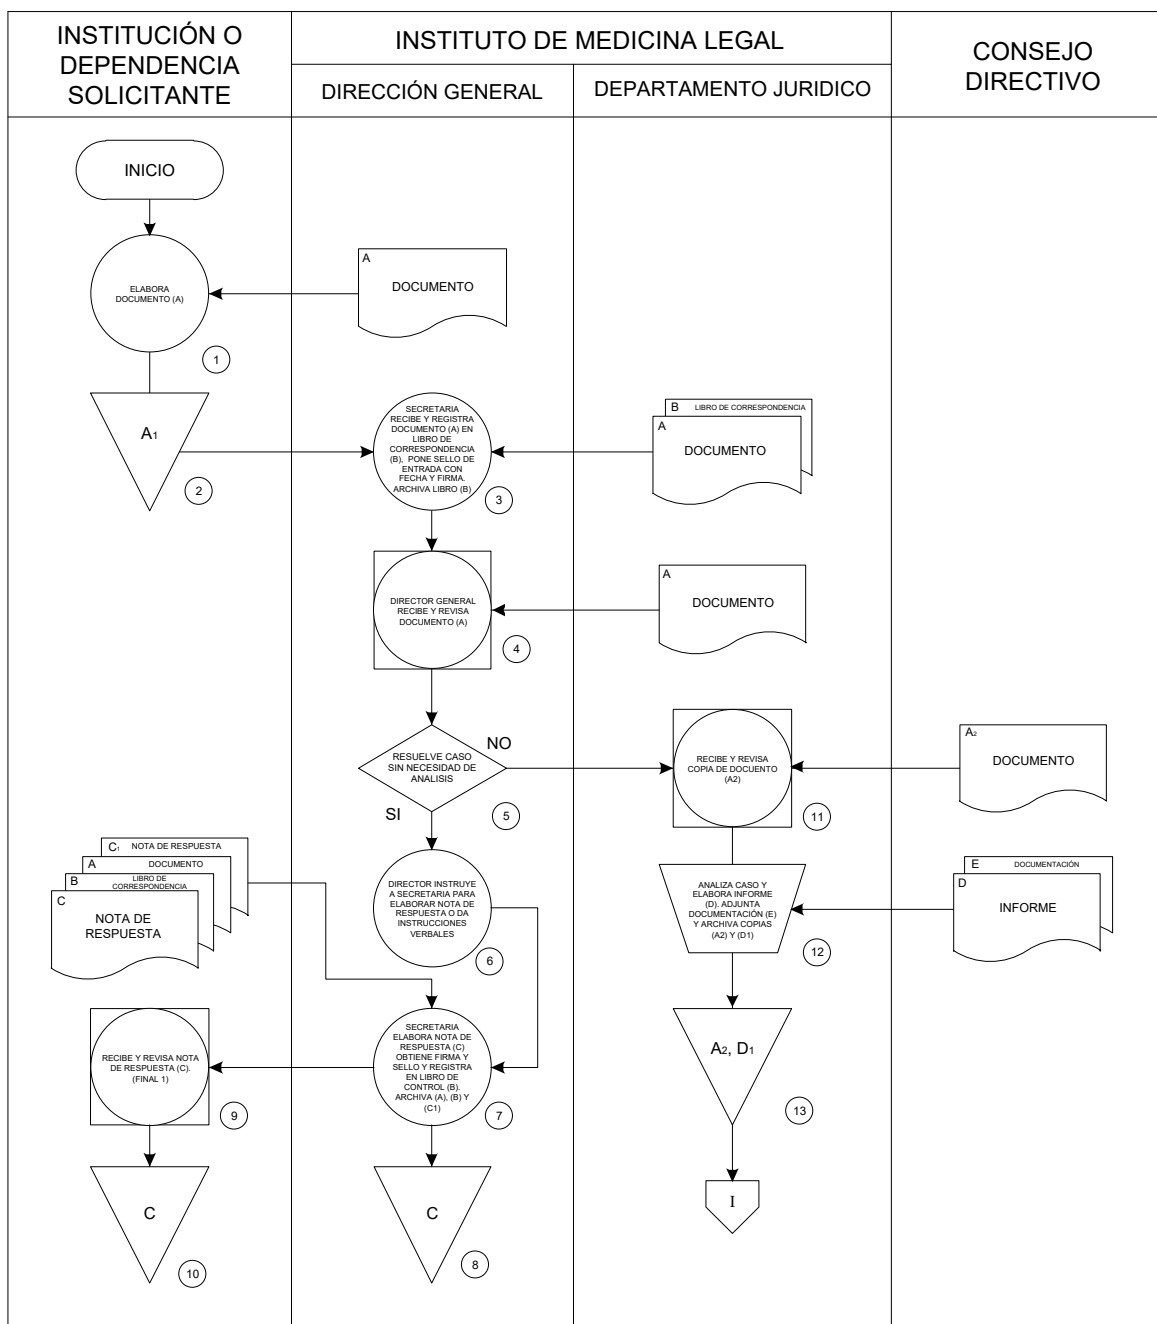 INSTITUCIÓN O
DEPENDENCIA
SOLICITANTE
INSTITUTO DE MEDICINA LEGAL
DIRECCIÓN GENERAL
DEPARTAMENTO JURIDICO
CONSEJO
DIRECTIVO
INICIO
ELABORA
DOCUMENTO (A)
1
A
DOCUMENTO
A1
2
SECRETARIA
RECIBE Y REGISTRA
DOCUMENTO (A) EN
LIBRO DE
CORRESPONDENCIA
(B), PONE SELLO DE
ENTRADA CON
FECHA Y FIRMA.
ARCHIVA LIBRO (B)
3
B LIBRO DE CORRESPONDENCIA
A
DOCUMENTO
DIRECTOR GENERAL
RECIBE Y REVISA
DOCUMENTO (A)
4
A
DOCUMENTO
RESUELVE CASO
SIN NECESIDAD DE
ANALISIS
NO
SI
5
RECIBE Y REVISA
COPIA DE DOCUENTO
(A2)
11
A2
DOCUMENTO
C1 NOTA DE RESPUESTA
A DOCUMENTO
B LIBRO DE
CORRESPONDENCIA
C
NOTA DE
RESPUESTA
DIRECTOR INSTRUYE
A SECRETARIA PARA
ELABORAR NOTA DE
RESPUESTA O DA
INSTRUCCIONES
VERBALES
6
ANALIZA CASO Y
ELABORA INFORME
(D). ADJUNTA
DOCUMENTACIÓN (E)
Y ARCHIVA COPIAS
(A2) Y (D1)
12
E DOCUMENTACIÓN
D
INFORME
RECIBE Y REVISA NOTA
DE RESPUESTA (C).
(FINAL 1)
9
SECRETARIA
ELABORA NOTA DE
RESPUESTA (C)
OBTIENE FIRMA Y
SELLO Y REGISTRA
EN LIBRO DE
CONTROL (B).
ARCHIVA (A), (B) Y
(C1)
7
A2, D1
13
C
10
C
8
I